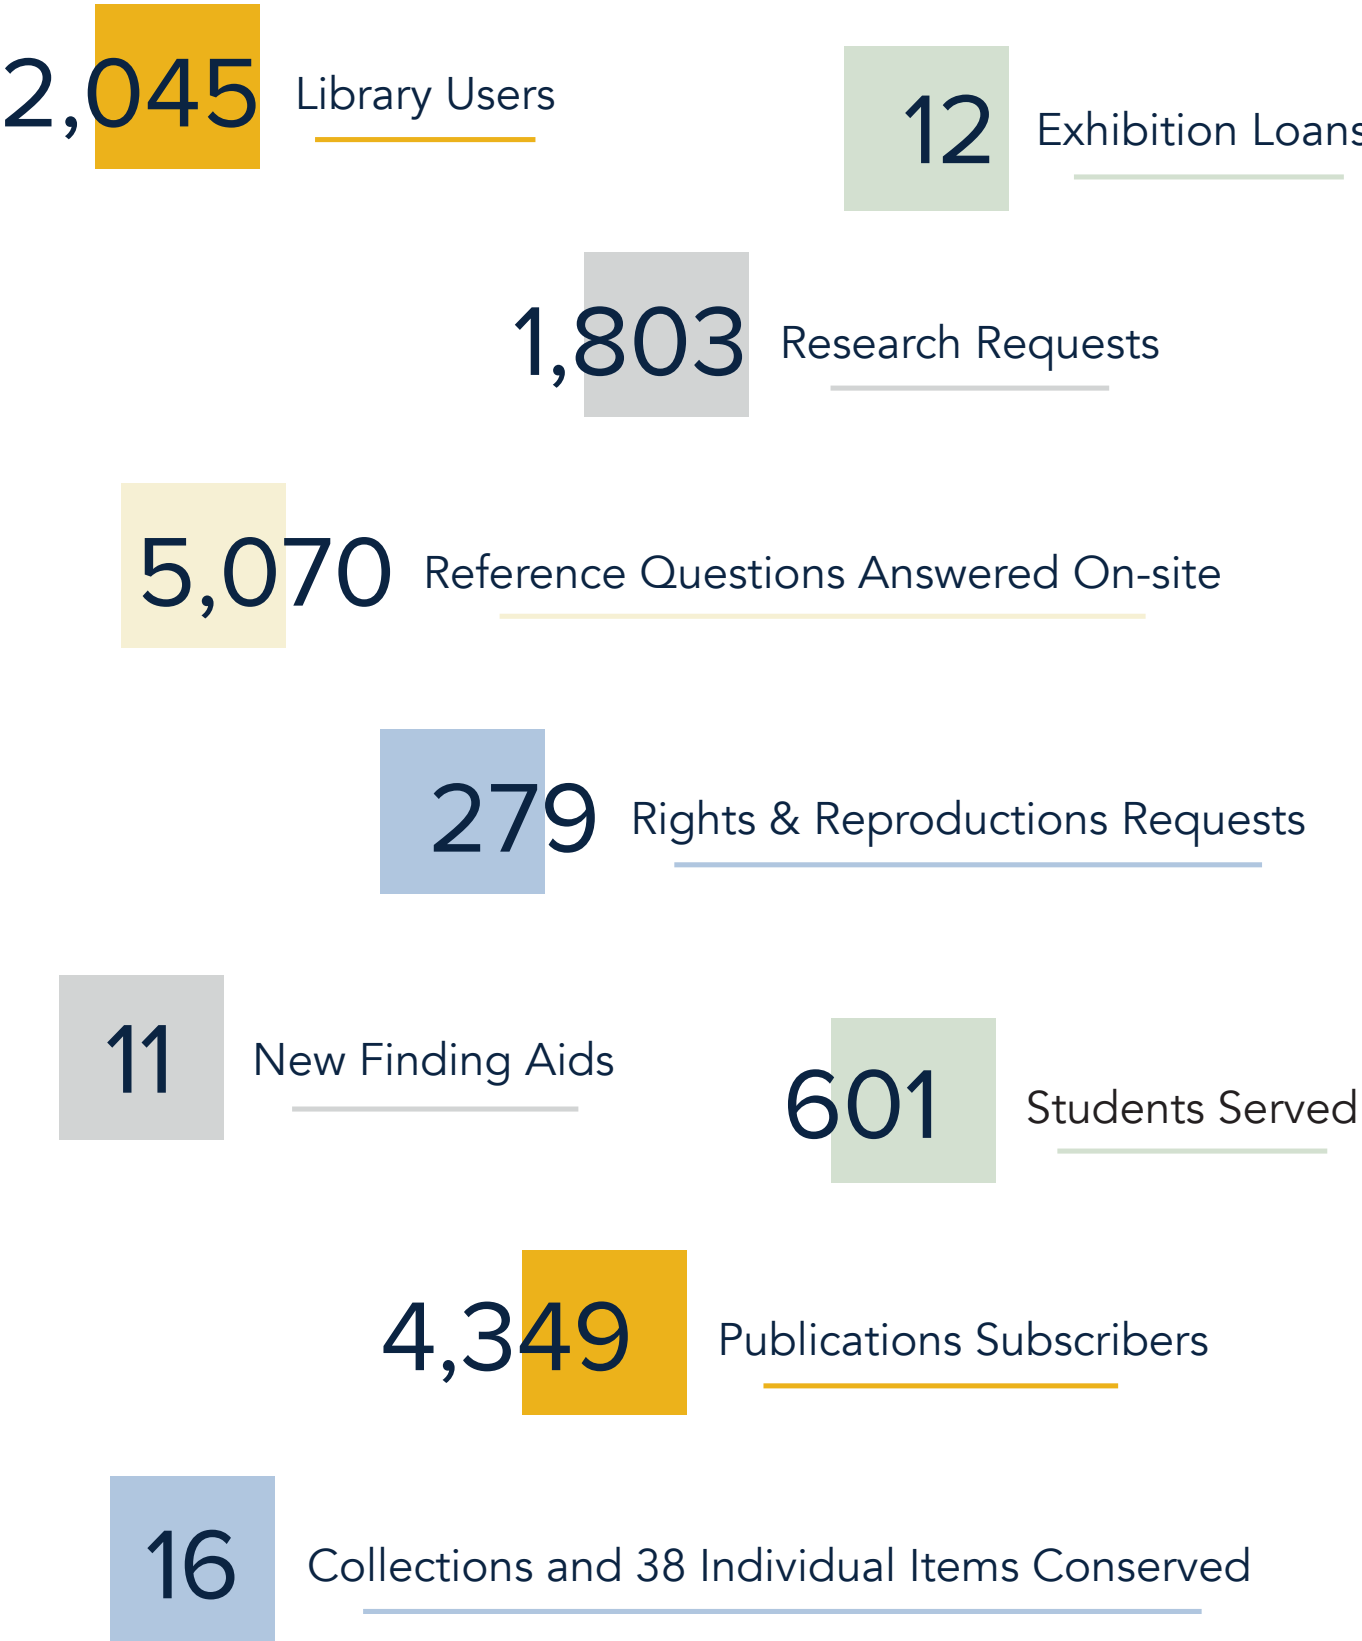 2,045 Library Users
12 Exhibition Loans
1,803 Research Requests
5,070 Reference Questions Answered On-site
279 Rights & Reproductions Requests
11 New Finding Aids
601 Students Served
4,349 Publications Subscribers
16 Collections and 38 Individual Items Conserved